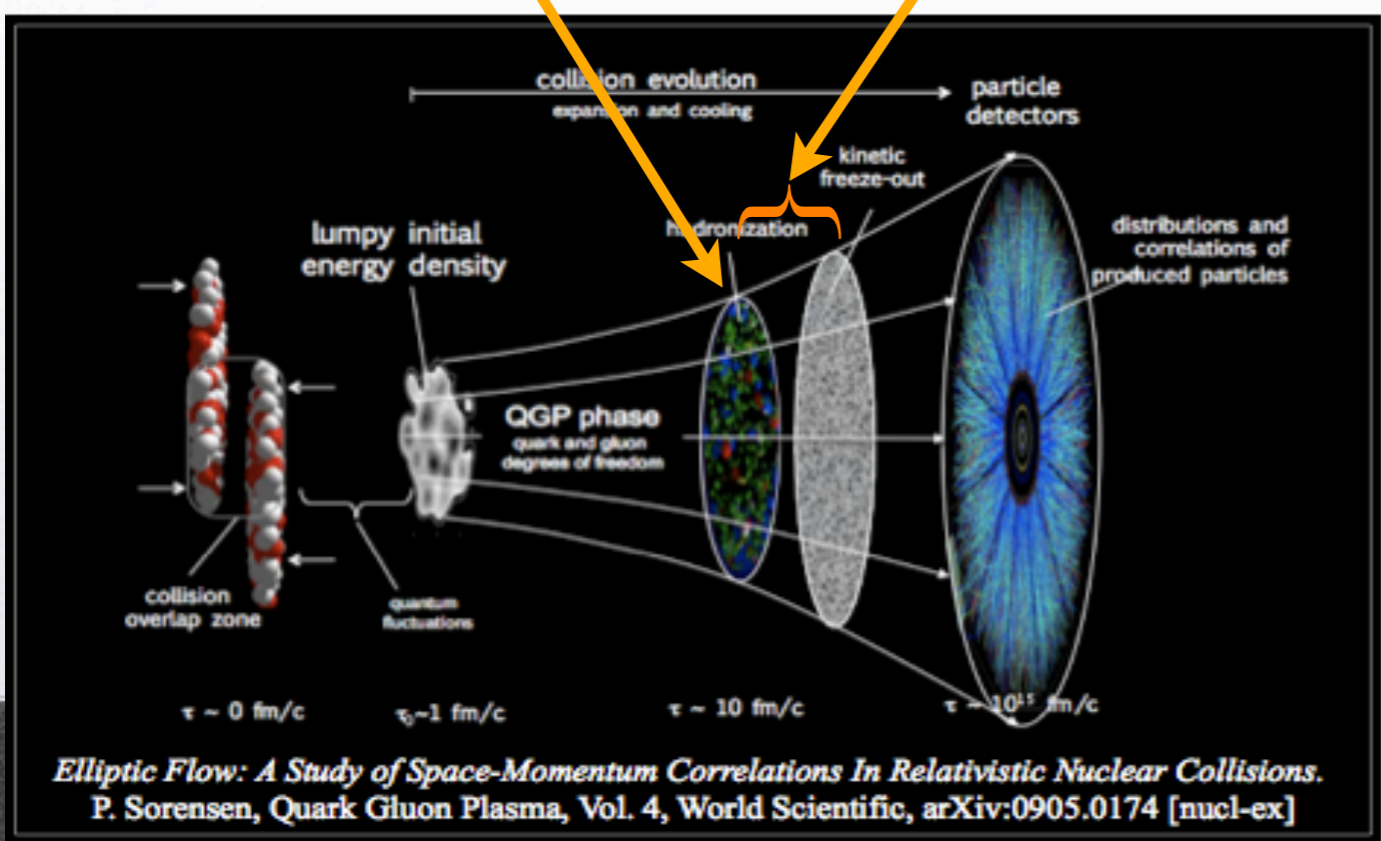 collision evolution
expansion and cooling
particle
detectors
kinetic
freeze-out
hadronization
lumpy initial
energy density
distributions and
correlations of
produced particles
QGP phase
quark and gluon
degrees of freedom
collision
overlap zone
quantum
fluctuations
τ ~ 0 fm/c
τ₀~1 fm/c
τ ~ 10 fm/c
τ ~ 10¹⁵ fm/c
Elliptic Flow: A Study of Space-Momentum Correlations In Relativistic Nuclear Collisions.
P. Sorensen, Quark Gluon Plasma, Vol. 4, World Scientific, arXiv:0905.0174 [nucl-ex]